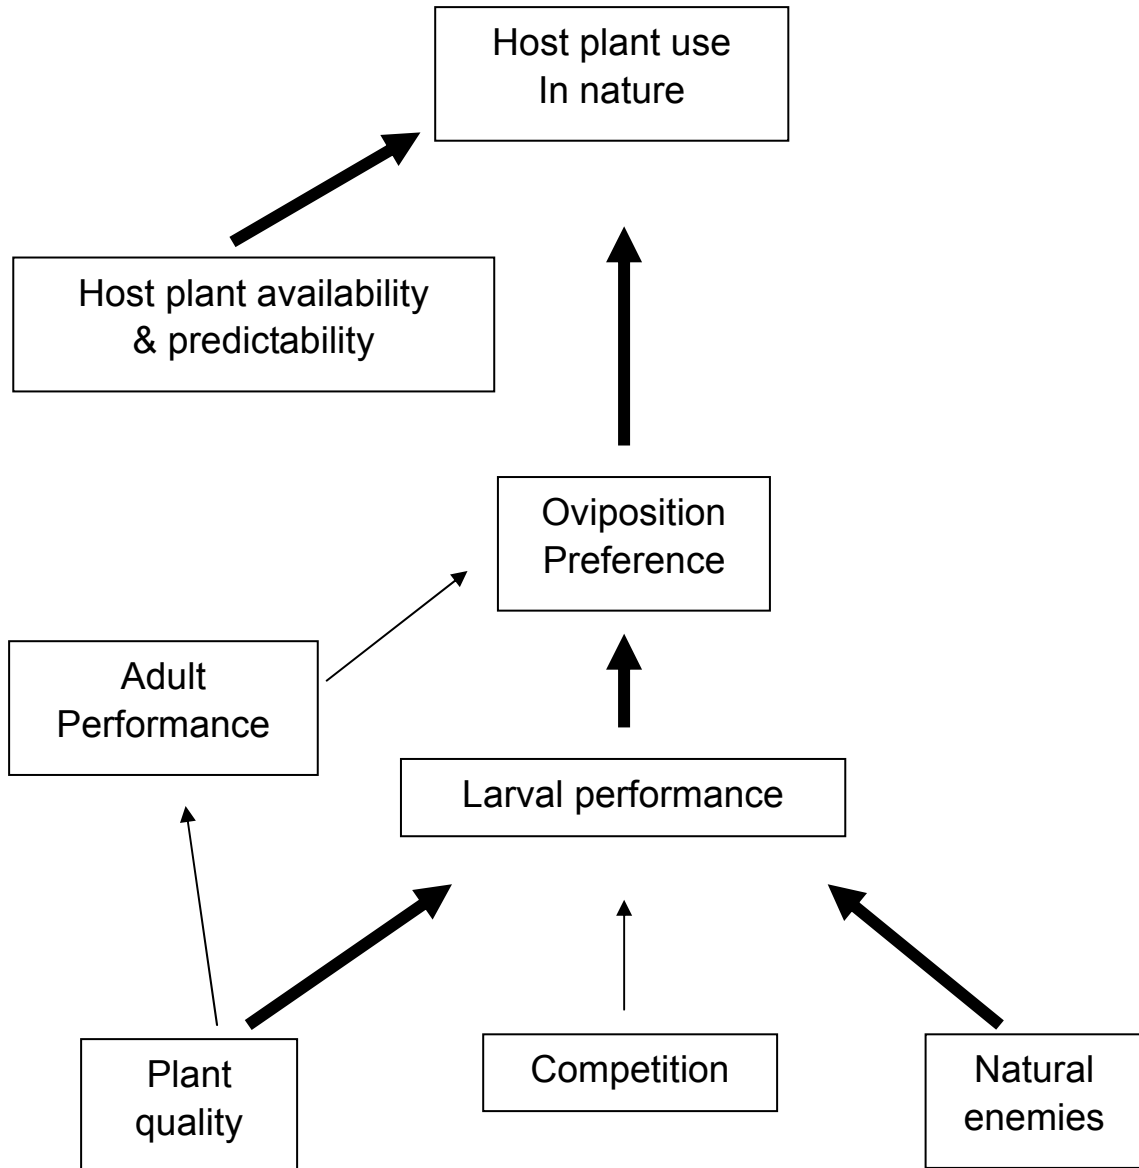 Host plant use
In nature
Host plant availability
& predictability
Oviposition
Preference
Adult
Performance
Larval performance
Plant
quality
Competition
Natural
enemies